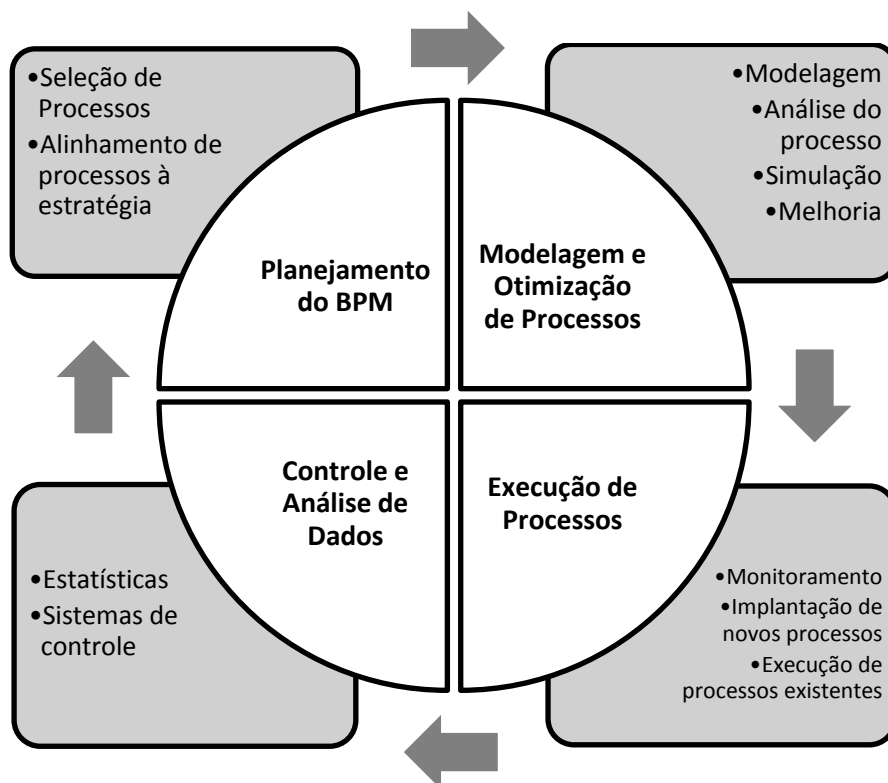 •Seleção de
Processos
•Alinhamento de
processos à
estratégia
•Modelagem
•Análise do
processo
•Simulação
•Melhoria
Planejamento
do BPM
Modelagem e
Otimização
de Processos
Controle e
Análise de
Dados
Execução de
Processos
•Estatísticas
•Sistemas de
controle
•Monitoramento
•Implantação de
novos processos
•Execução de
processos existentes